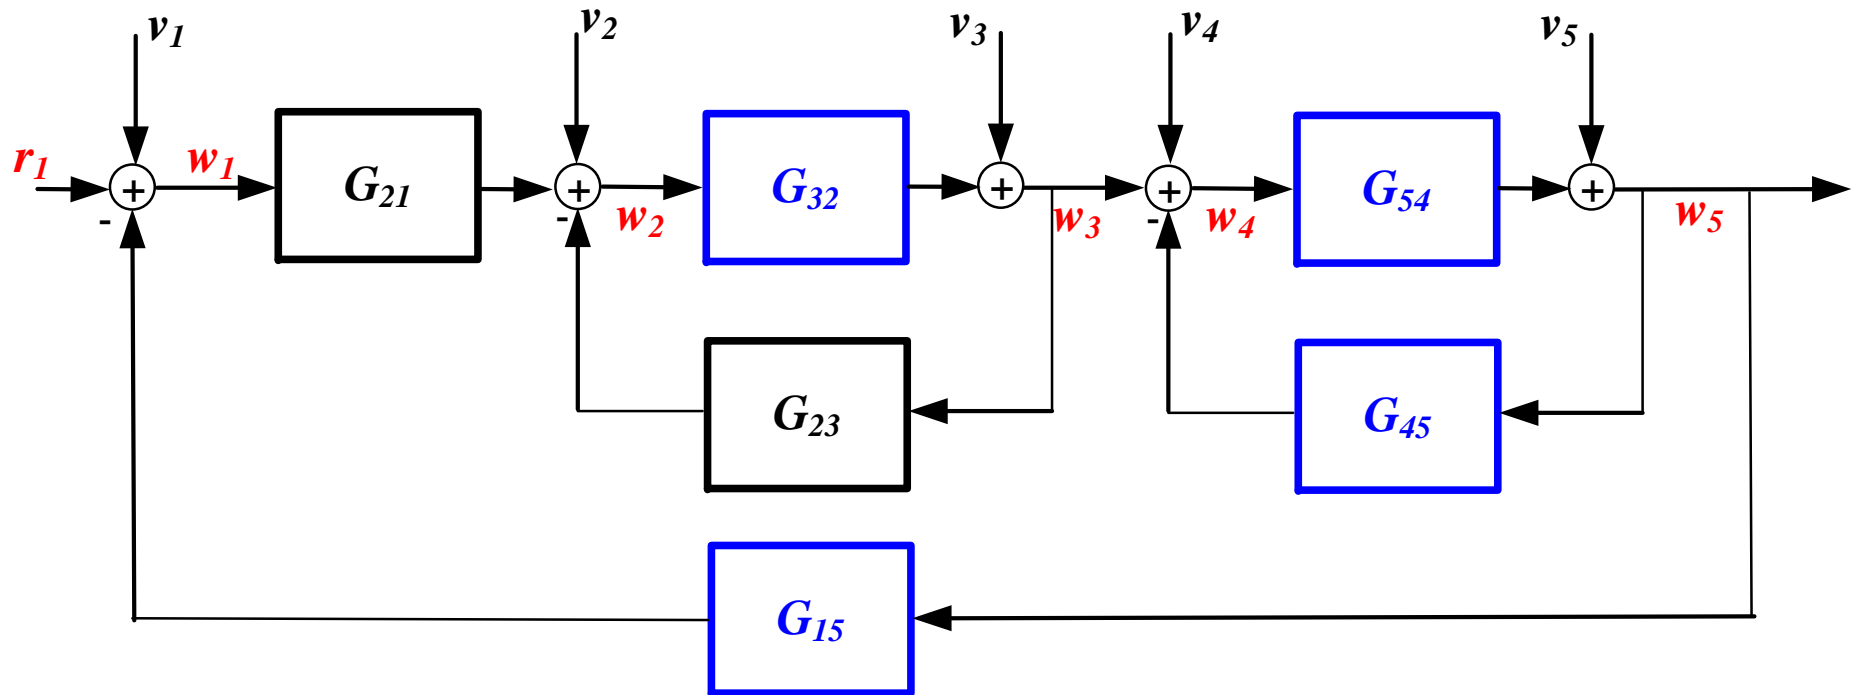 v1 v2 v3 v4 v5
r1 + w1 G21 + w2 G32 + w3 + w4 G54 + w5
- - -
G23 G45
G15